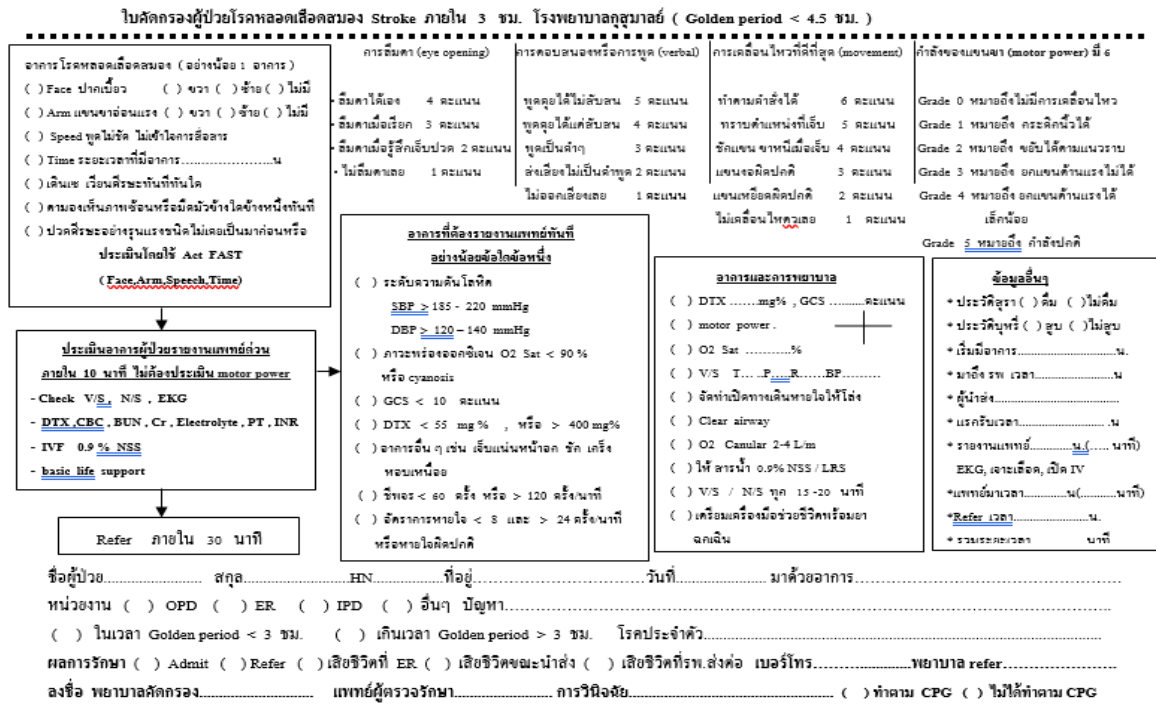 ใบคัดกรองผู้ป่วยโรคหลอดเลือดสมอง Stroke ภายใน 3 ชม. โรงพยาบาลกุสุมาลย์ ( Golden period < 4.5 ชม. )
อาการโรคหลอดเลือดสมอง (อย่างน้อย 1 อาการ )
( ) Face ปากเบี้ยว ( ) ขวา ( ) ซ้าย ( ) ไม่มี
( ) Arm แขนขาอ่อนแรง ( ) ขวา ( ) ซ้าย ( ) ไม่มี
( ) Speed พูดไม่ชัด ไม่เข้าใจการสื่อสาร
( ) Time ระยะเวลาที่มีอาการ......................น
( ) เดินเซ เวียนศีรษะทันทีทันใด
( ) ตามองเห็นภาพซ้อนหรือมืดมัวข้างใดข้างหนึ่งทันที
( ) ปวดศีรษะอย่างรุนแรงชนิดไม่เคยเป็นมาก่อนหรือ
ประเมินโดยใช้ Act FAST
( Face,Arm,Speech,Time)
การลืมตา (eye opening)
- ลืมตาได้เอง 4 คะแนน
- ลืมตาเมื่อเรียก 3 คะแนน
- ลืมตาเมื่อรู้สึกเจ็บปวด 2 คะแนน
- ไม่ลืมตาเลย 1 คะแนน
การตอบสนองหรือการพูด (verbal)
พูดคุยได้ไม่สับสน 5 คะแนน
พูดคุยได้แต่สับสน 4 คะแนน
พูดเป็นคำๆ 3 คะแนน
ส่งเสียงไม่เป็นคำพูด 2 คะแนน
ไม่ออกเสียงเลย 1 คะแนน
การเคลื่อนไหวที่ดีที่สุด (movement)
ทำตามคำสั่งได้ 6 คะแนน
ทราบตำแหน่งที่เจ็บ 5 คะแนน
ชักแขน ขาหนีเมื่อเจ็บ 4 คะแนน
แขนงอผิดปกติ 3 คะแนน
แขนเหยียดผิดปกติ 2 คะแนน
ไม่เคลื่อนไหวเลย 1 คะแนน
กำลังของแขนขา (motor power) มี 6
Grade 0 หมายถึงไม่มีการเคลื่อนไหว
Grade 1 หมายถึง กระดิกนิ้วได้
Grade 2 หมายถึง ขยับได้ตามแนวราบ
Grade 3 หมายถึง ยกแขนต้านแรงไม่ได้
Grade 4 หมายถึง ยกแขนต้านแรงได้
เล็กน้อย
Grade 5 หมายถึง กำลังปกติ
ประเมินอาการผู้ป่วยรายงานแพทย์ด่วน
ภายใน 10 นาที ไม่ต้องประเมิน motor power
- Check V/S , N/S , EKG
- DTX ,CBC , BUN , Cr , Electrolyte , PT , INR
- IVF 0.9 % NSS
- basic life support
Refer ภายใน 30 นาที
อาการที่ต้องรายงานแพทย์ทันที
อย่างน้อยข้อใดข้อหนึ่ง
( ) ระดับความดันโลหิต
SBP > 185 - 220 mmHg
DBP > 120 – 140 mmHg
( ) ภาวะพร่องออกซิเจน O2 Sat < 90 %
หรือ cyanosis
( ) GCS < 10 คะแนน
( ) DTX < 55 mg % , หรือ > 400 mg%
( ) อาการอื่น ๆ เช่น เจ็บแน่นหน้าอก ชัก เกร็ง
หอบเหนื่อย
( ) ชีพจร < 60 ครั้ง หรือ > 120 ครั้ง/นาที
( ) อัตราการหายใจ < 8 และ > 24 ครั้ง/นาที
หรือหายใจผิดปกติ
อาการและการพยาบาล
( ) DTX .......mg% , GCS ..........คะแนน
( ) motor power .
( ) O2 Sat ...........%
( ) V/S T.... .P.....R......BP.........
( ) จัดท่าเปิดทางเดินหายใจให้โล่ง
( ) Clear airway
( ) O2 Canular 2-4 L/m
( ) ให้ สารน้ำ 0.9% NSS / LRS
( ) V/S / N/S ทุก 15 -20 นาที
( ) เตรียมเครื่องมือช่วยชีวิตพร้อมยา
ฉุกเฉิน
ข้อมูลอื่นๆ
* ประวัติสุรา ( ) ดื่ม ( ) ไม่ดื่ม
* ประวัติบุหรี่ ( ) สูบ ( ) ไม่สูบ
* เริ่มมีอาการ............................น.
* มาถึง รพ เวลา.......................น
* ผู้นำส่ง...................................
* แรกรับเวลา.......................... .น
* รายงานแพทย์............น.(..... นาที)
EKG, เจาะเลือด, เปิด IV
*แพทย์มาเวลา............น(..........นาที)
*Refer เวลา......................น.
* รวมระยะเวลา นาที
ชื่อผู้ป่วย....................... สกุล........................HN................ที่อยู่.......................................วันที่.................... มาด้วยอาการ..............................................................
หน่วยงาน ( ) OPD ( ) ER ( ) IPD ( ) อื่นๆ ปัญหา..............................................................................
( ) ในเวลา Golden period < 3 ชม. ( ) เกินเวลา Golden period > 3 ชม. โรคประจำตัว..............................................................
ผลการรักษา ( ) Admit ( ) Refer ( ) เสียชีวิตที่ ER ( ) เสียชีวิตขณะนำส่ง ( ) เสียชีวิตที่รพ.ส่งต่อ เบอร์โทร......................พยาบาล refer.........................
ลงชื่อ พยาบาลคัดกรอง......................... แพทย์ผู้ตรวจรักษา..................... การวินิจฉัย............................................ ( ) ทำตาม CPG ( ) ไม่ได้ทำตาม CPG